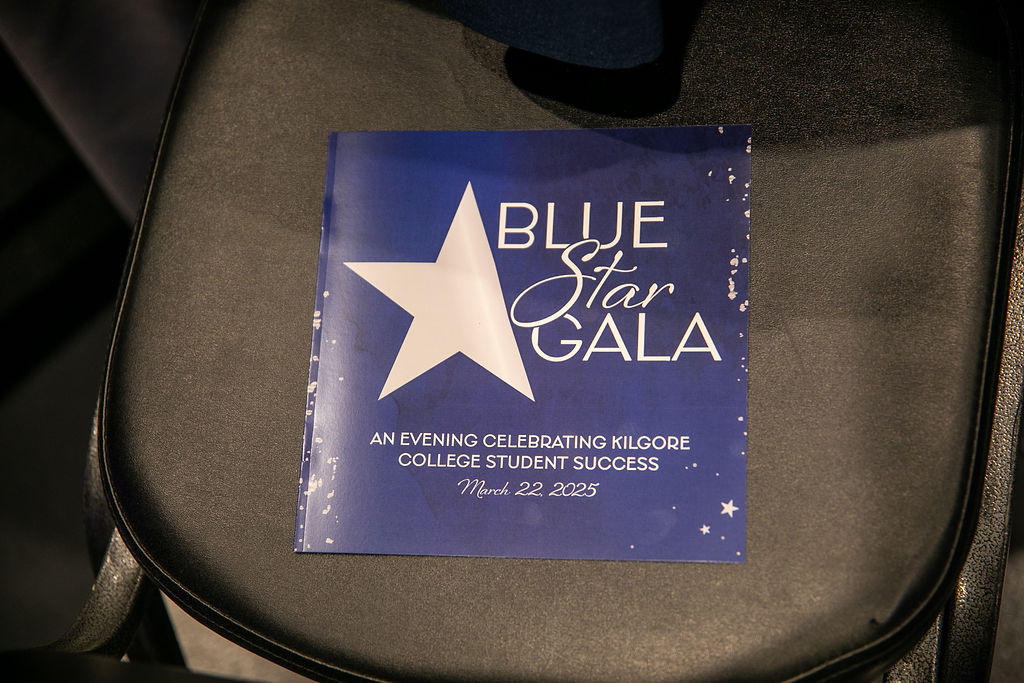 BLUE
Star
GALA
AN EVENING CELEBRATING KILGORE
COLLEGE STUDENT SUCCESS
March 22, 2025